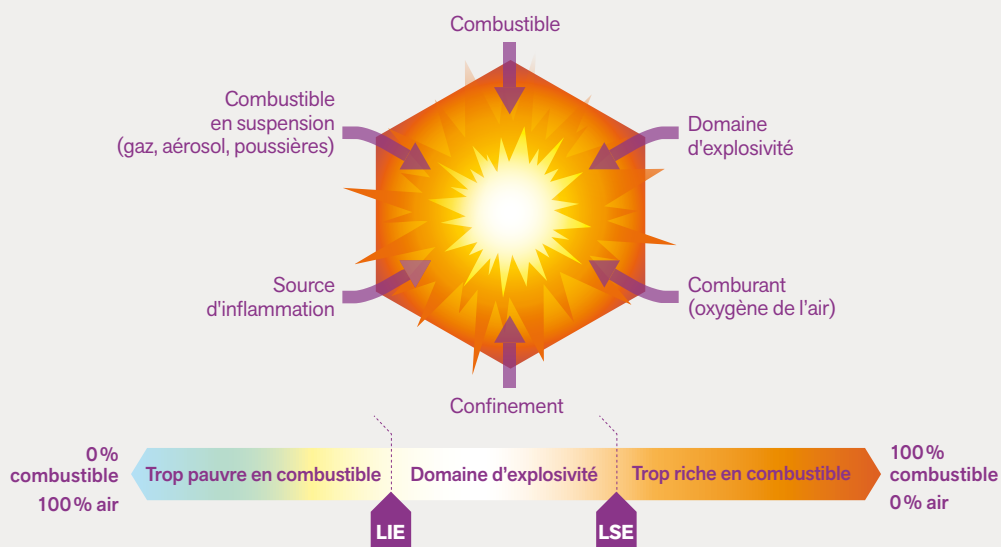 Combustible
Combustible
en suspension
(gaz, aérosol, poussières)
Domaine
d'explosivité
Source
d'inflammation
Comburant
(oxygène de l'air)
Confinement
0 %
combustible
100 % air
Trop pauvre en combustible
Domaine d'explosivité
Trop riche en combustible
100 %
combustible
0 % air
LIE
LSE